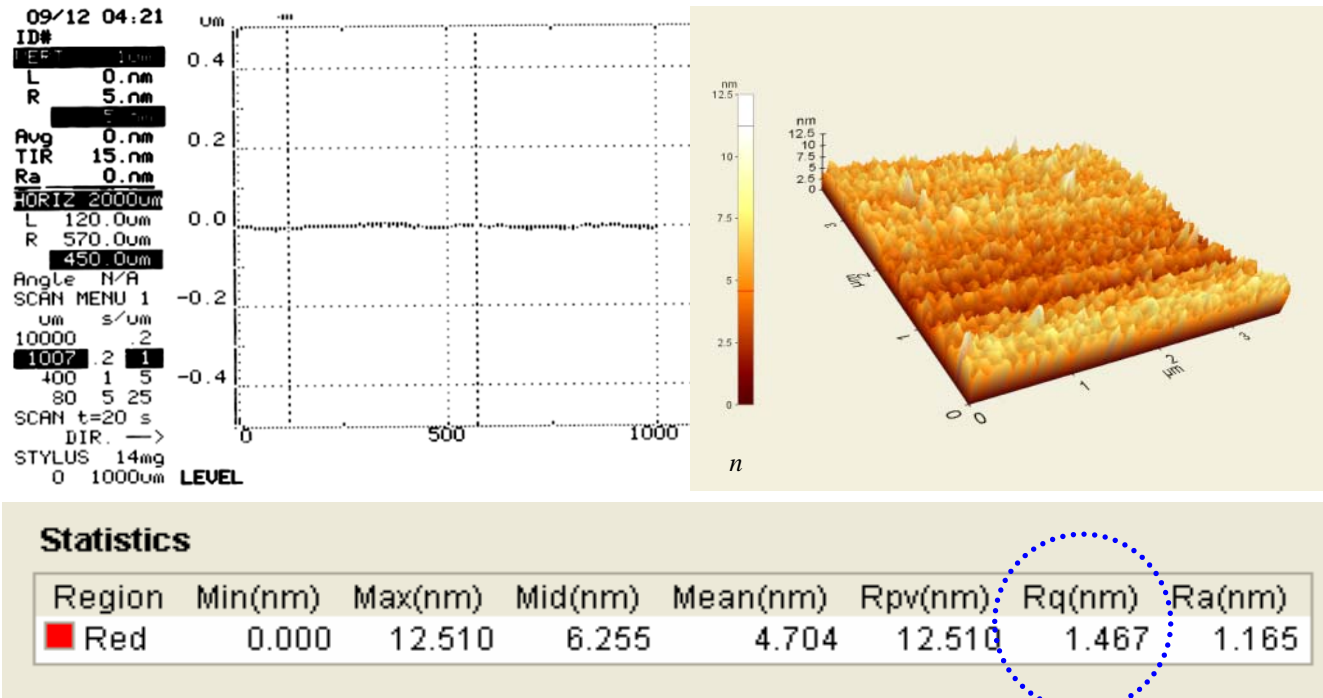 09/12 04:21
ID#
VERT 1um
L 0.nm
R 5.nm
5.nm
Avg 0.nm
TIR 15.nm
Ra 0.nm
HORIZ 2000um
L 120.0um
R 570.0um
450.0um
Angle N/A
SCAN MENU 1
um s/um
10000 .2
1007 .2 1
400 1 5
80 5 25
SCAN t=20 s
DIR. -->
STYLUS 14mg
0 1000um LEVEL
um
0.4
0.2
0.0
-0.2
-0.4
0 500 1000
nm
12.5
10
7.5
5
2.5
0
nm
12.5
10
7.5
5
2.5
0
3
2
µm
1
0
0
1
2
µm
3
n
Statistics
Region Min(nm) Max(nm) Mid(nm) Mean(nm) Rpv(nm) Rq(nm) Ra(nm)
Red 0.000 12.510 6.255 4.704 12.510 1.467 1.165